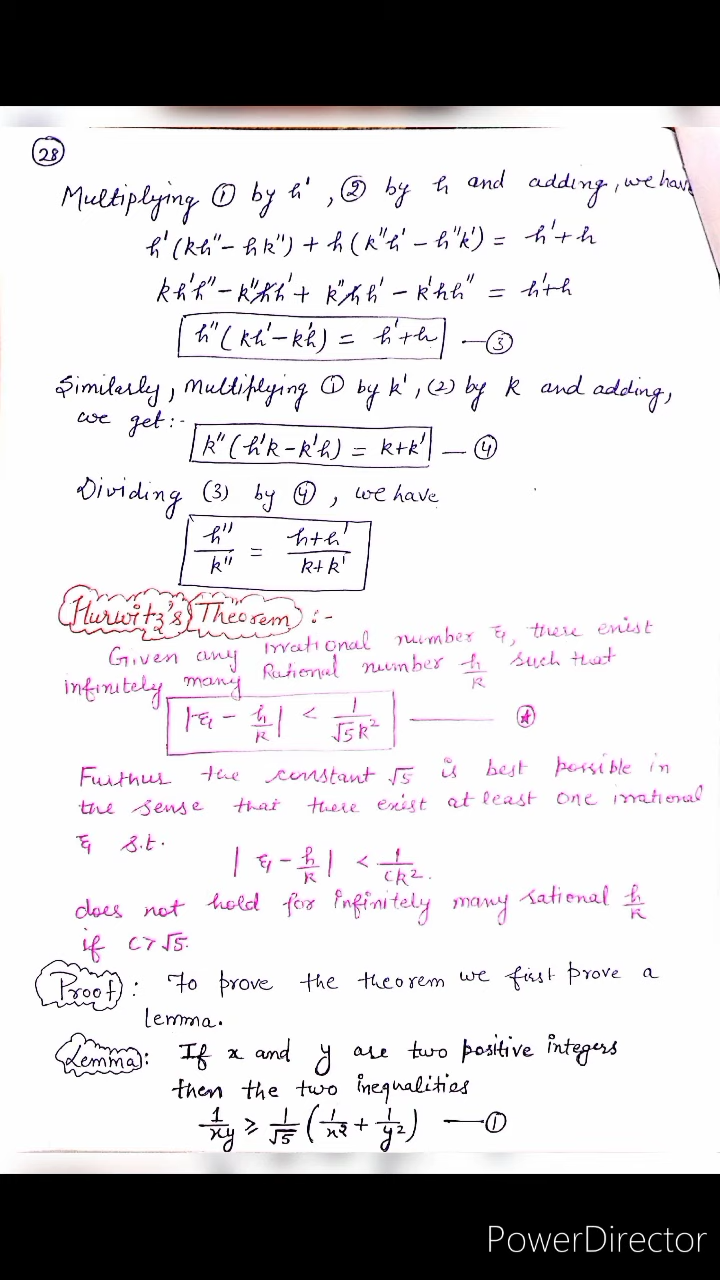 28
Multiplying ① by h', ② by h and adding, we have
h'(kh''-hk'') + h(k''h'-h''k') = h'+h
kh'h''-k''hh'+ k''hh'-k'hh'' = h'+h
h''(kh'-k'h) = h'+h —③
Similarly, multiplying ① by k', (2) by k and adding,
we get:-
k''(h'k-k'h) = k+k' —④
Dividing (3) by ④, we have
h''/k'' = h+h'/k+k'
Hurwitz's Theorem :-
Given any irrational number ξ, there exist
infinitely many Rational number h/k such that
|ξ - h/k| < 1/√5k² —— ⊛
Furthur the constant √5 is best possible in
the sense that there exist at least one irrational
ξ s.t.
|ξ - h/k| < 1/ck².
does not hold for infinitely many rational h/k
if c>√5.
Proof: To prove the theorem we first prove a
lemma.
Lemma: If x and y are two positive integers
then the two inequalities
1/xy ≥ 1/√5 (1/x² + 1/y²) —①
PowerDirector